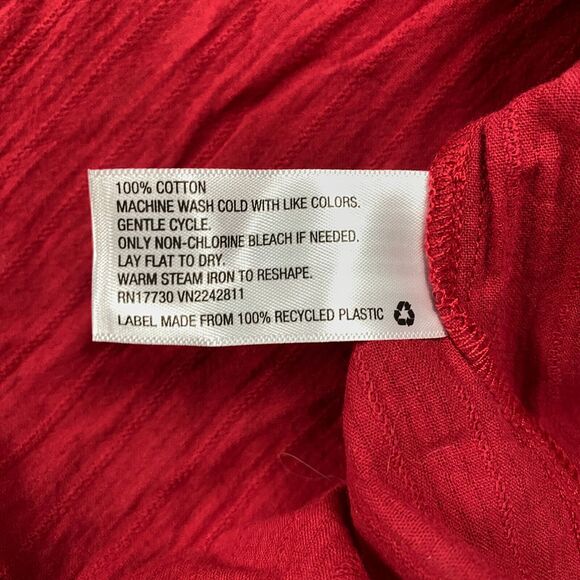 100% COTTON
MACHINE WASH COLD WITH LIKE COLORS.
GENTLE CYCLE.
ONLY NON-CHLORINE BLEACH IF NEEDED.
LAY FLAT TO DRY.
WARM STEAM IRON TO RESHAPE.
RN17730 VN2242811
LABEL MADE FROM 100% RECYCLED PLASTIC